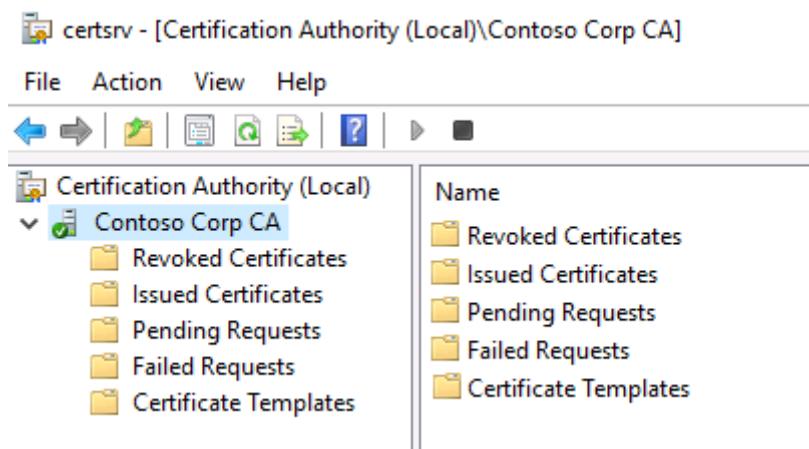 certsrv - [Certification Authority (Local)\Contoso Corp CA]
File Action View Help
Certification Authority (Local)
Contoso Corp CA
Revoked Certificates
Issued Certificates
Pending Requests
Failed Requests
Certificate Templates
Name
Revoked Certificates
Issued Certificates
Pending Requests
Failed Requests
Certificate Templates